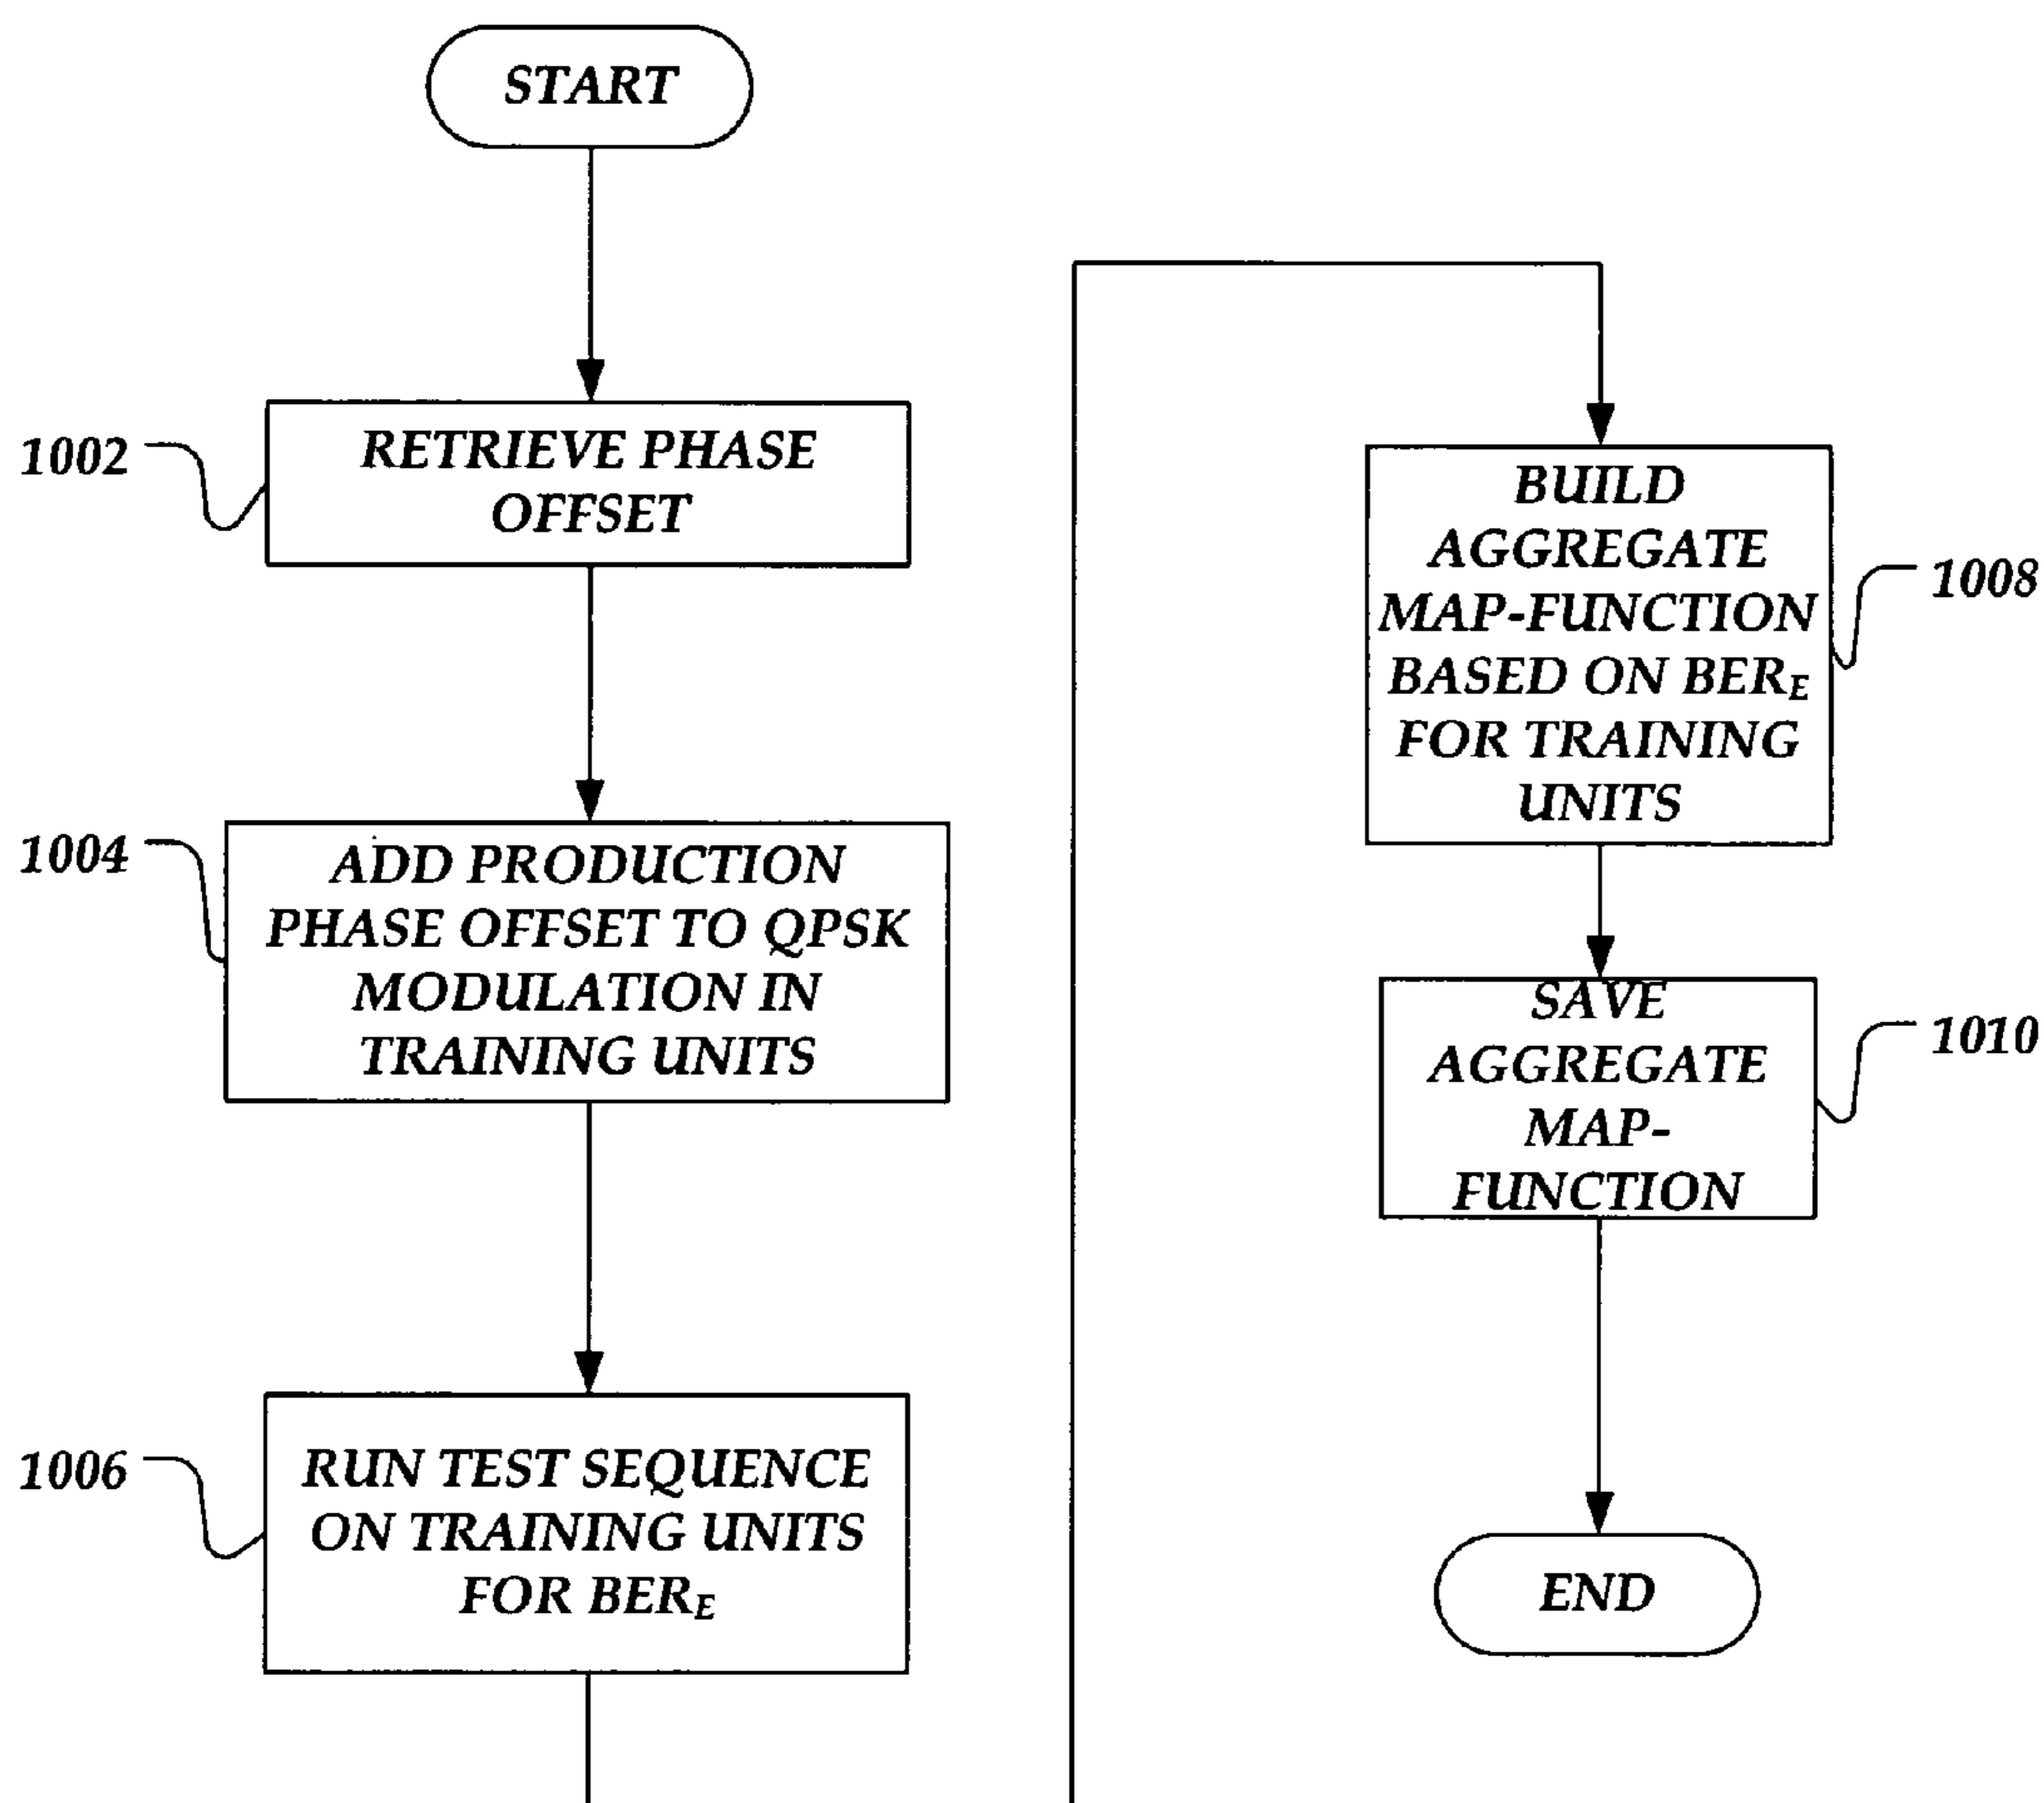 START
1002
RETRIEVE PHASE
OFFSET
1004
ADD PRODUCTION
PHASE OFFSET TO QPSK
MODULATION IN
TRAINING UNITS
1006
RUN TEST SEQUENCE
ON TRAINING UNITS
FOR BERE
BUILD
AGGREGATE
MAP-FUNCTION
BASED ON BERE
FOR TRAINING
UNITS
1008
SAVE
AGGREGATE
MAP-
FUNCTION
1010
END